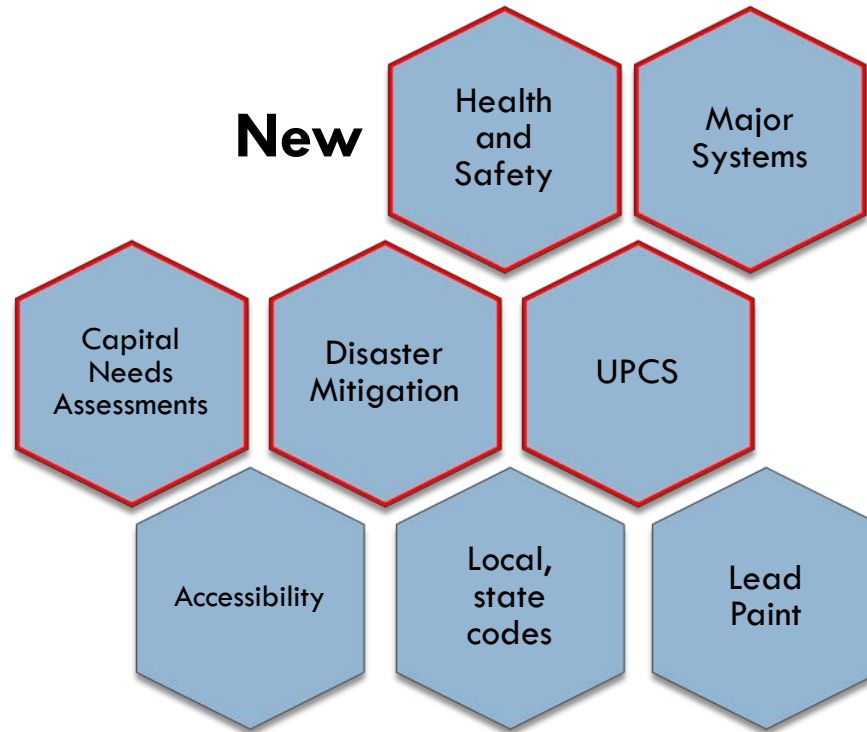 New
Health
and
Safety
Major
Systems
Capital
Needs
Assessments
Disaster
Mitigation
UPCS
Accessibility
Local,
state
codes
Lead
Paint